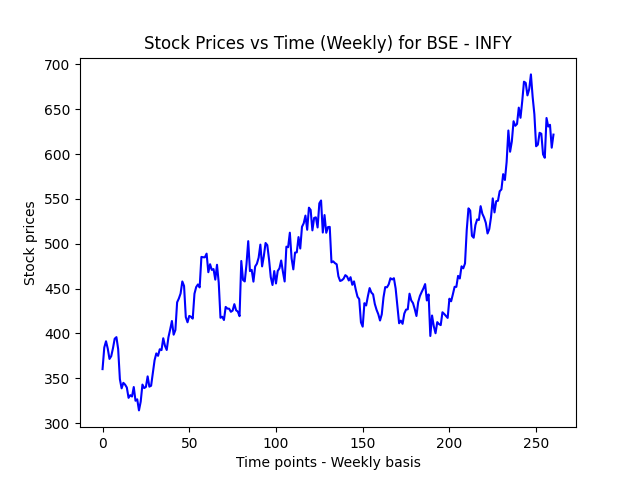 Stock Prices vs Time (Weekly) for BSE - INFY
700
650
600
550
500
450
400
350
300
Stock prices
0 50 100 150 200 250
Time points - Weekly basis